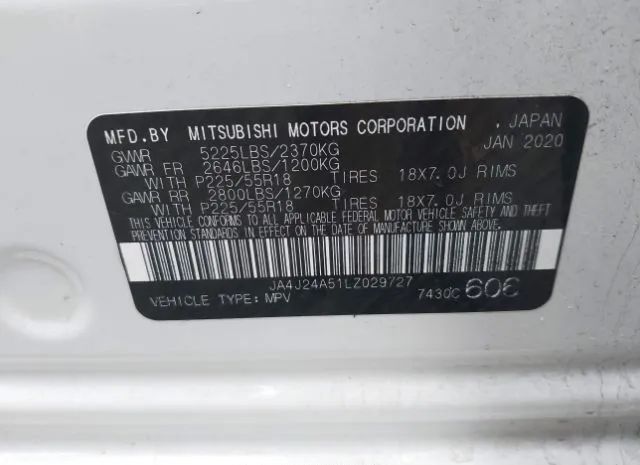 MFD.BY MITSUBISHI MOTORS CORPORATION , JAPAN
GVWR 5225LBS/2370KG JAN 2020
GAWR FR 2646LBS/1200KG
WITH P225/55R18 TIRES 18X7.0J RIMS
GAWR RR 2800LBS/1270KG
WITH P225/55R18 TIRES 18X7.0J RIMS
THIS VEHICLE CONFORMS TO ALL APPLICABLE FEDERAL MOTOR VEHICLE SAFETY AND THEFT
PREVENTION STANDARDS IN EFFECT ON THE DATE OF MANUFACTURE SHOWN ABOVE.
JA4J24A51LZ029727
VEHICLE TYPE: MPV 7430C